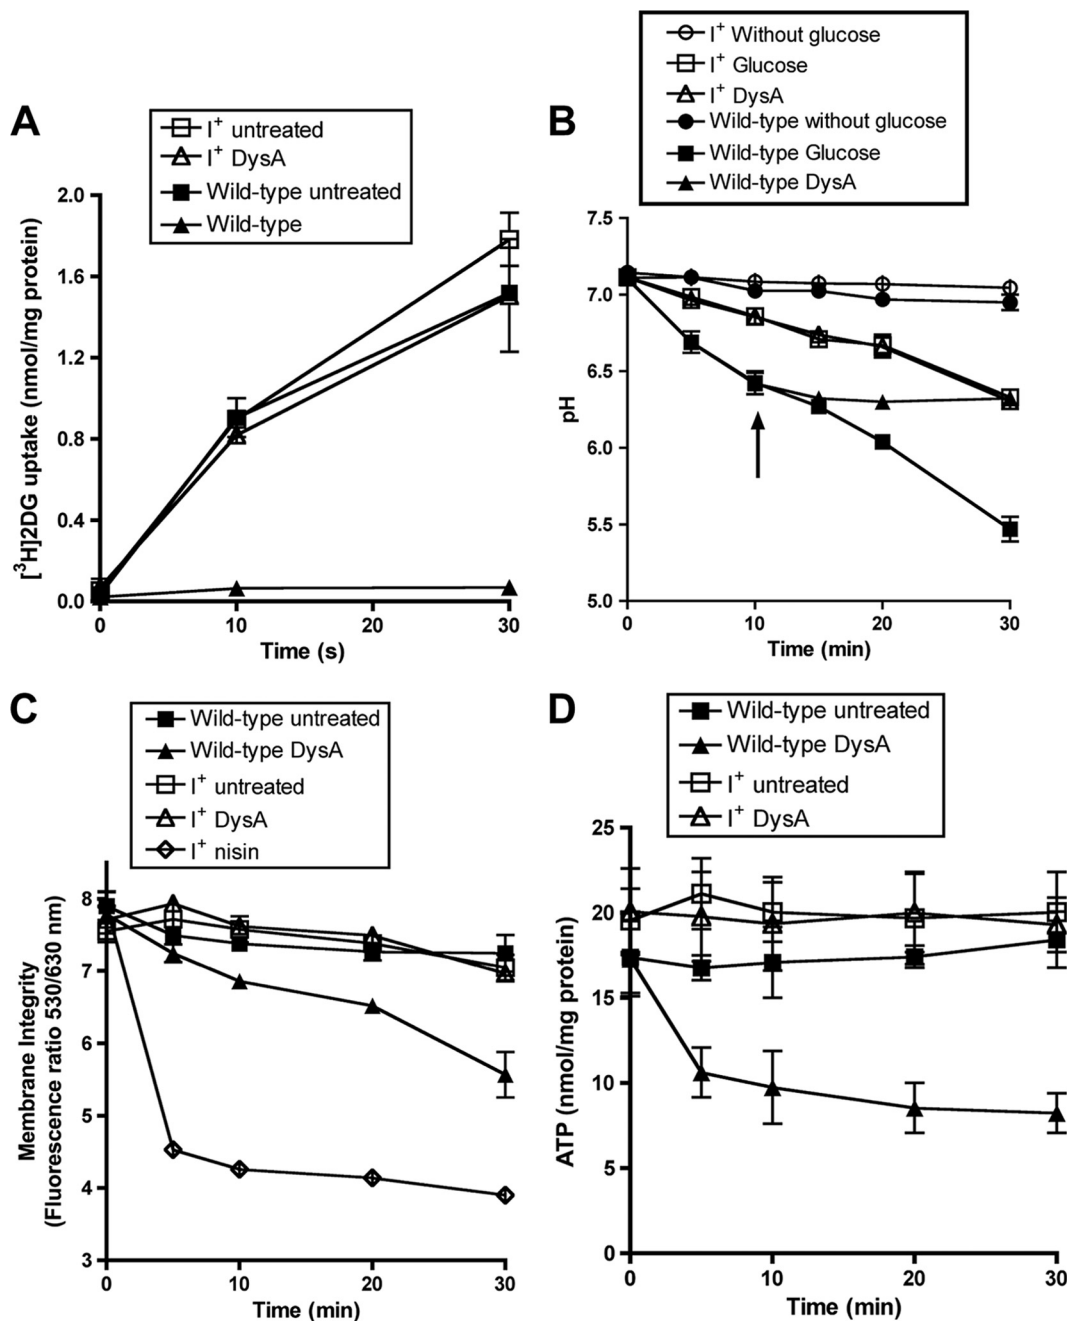 A
I+ untreated
I+ DysA
Wild-type untreated
Wild-type
[3H]2DG uptake (nmol/mg protein)
2.0
1.6
1.2
0.8
0.4
0.0
0 10 20 30
Time (s)
B
I+ Without glucose
I+ Glucose
I+ DysA
Wild-type without glucose
Wild-type Glucose
Wild-type DysA
pH
7.5
7.0
6.5
6.0
5.5
5.0
0 10 20 30
Time (min)
C
Wild-type untreated
Wild-type DysA
I+ untreated
I+ DysA
I+ nisin
Membrane Integrity
(Fluorescence ratio 530/630 nm)
8
7
6
5
4
3
0 10 20 30
Time (min)
D
Wild-type untreated
Wild-type DysA
I+ untreated
I+ DysA
ATP (nmol/mg protein)
25
20
15
10
5
0
0 10 20 30
Time (min)